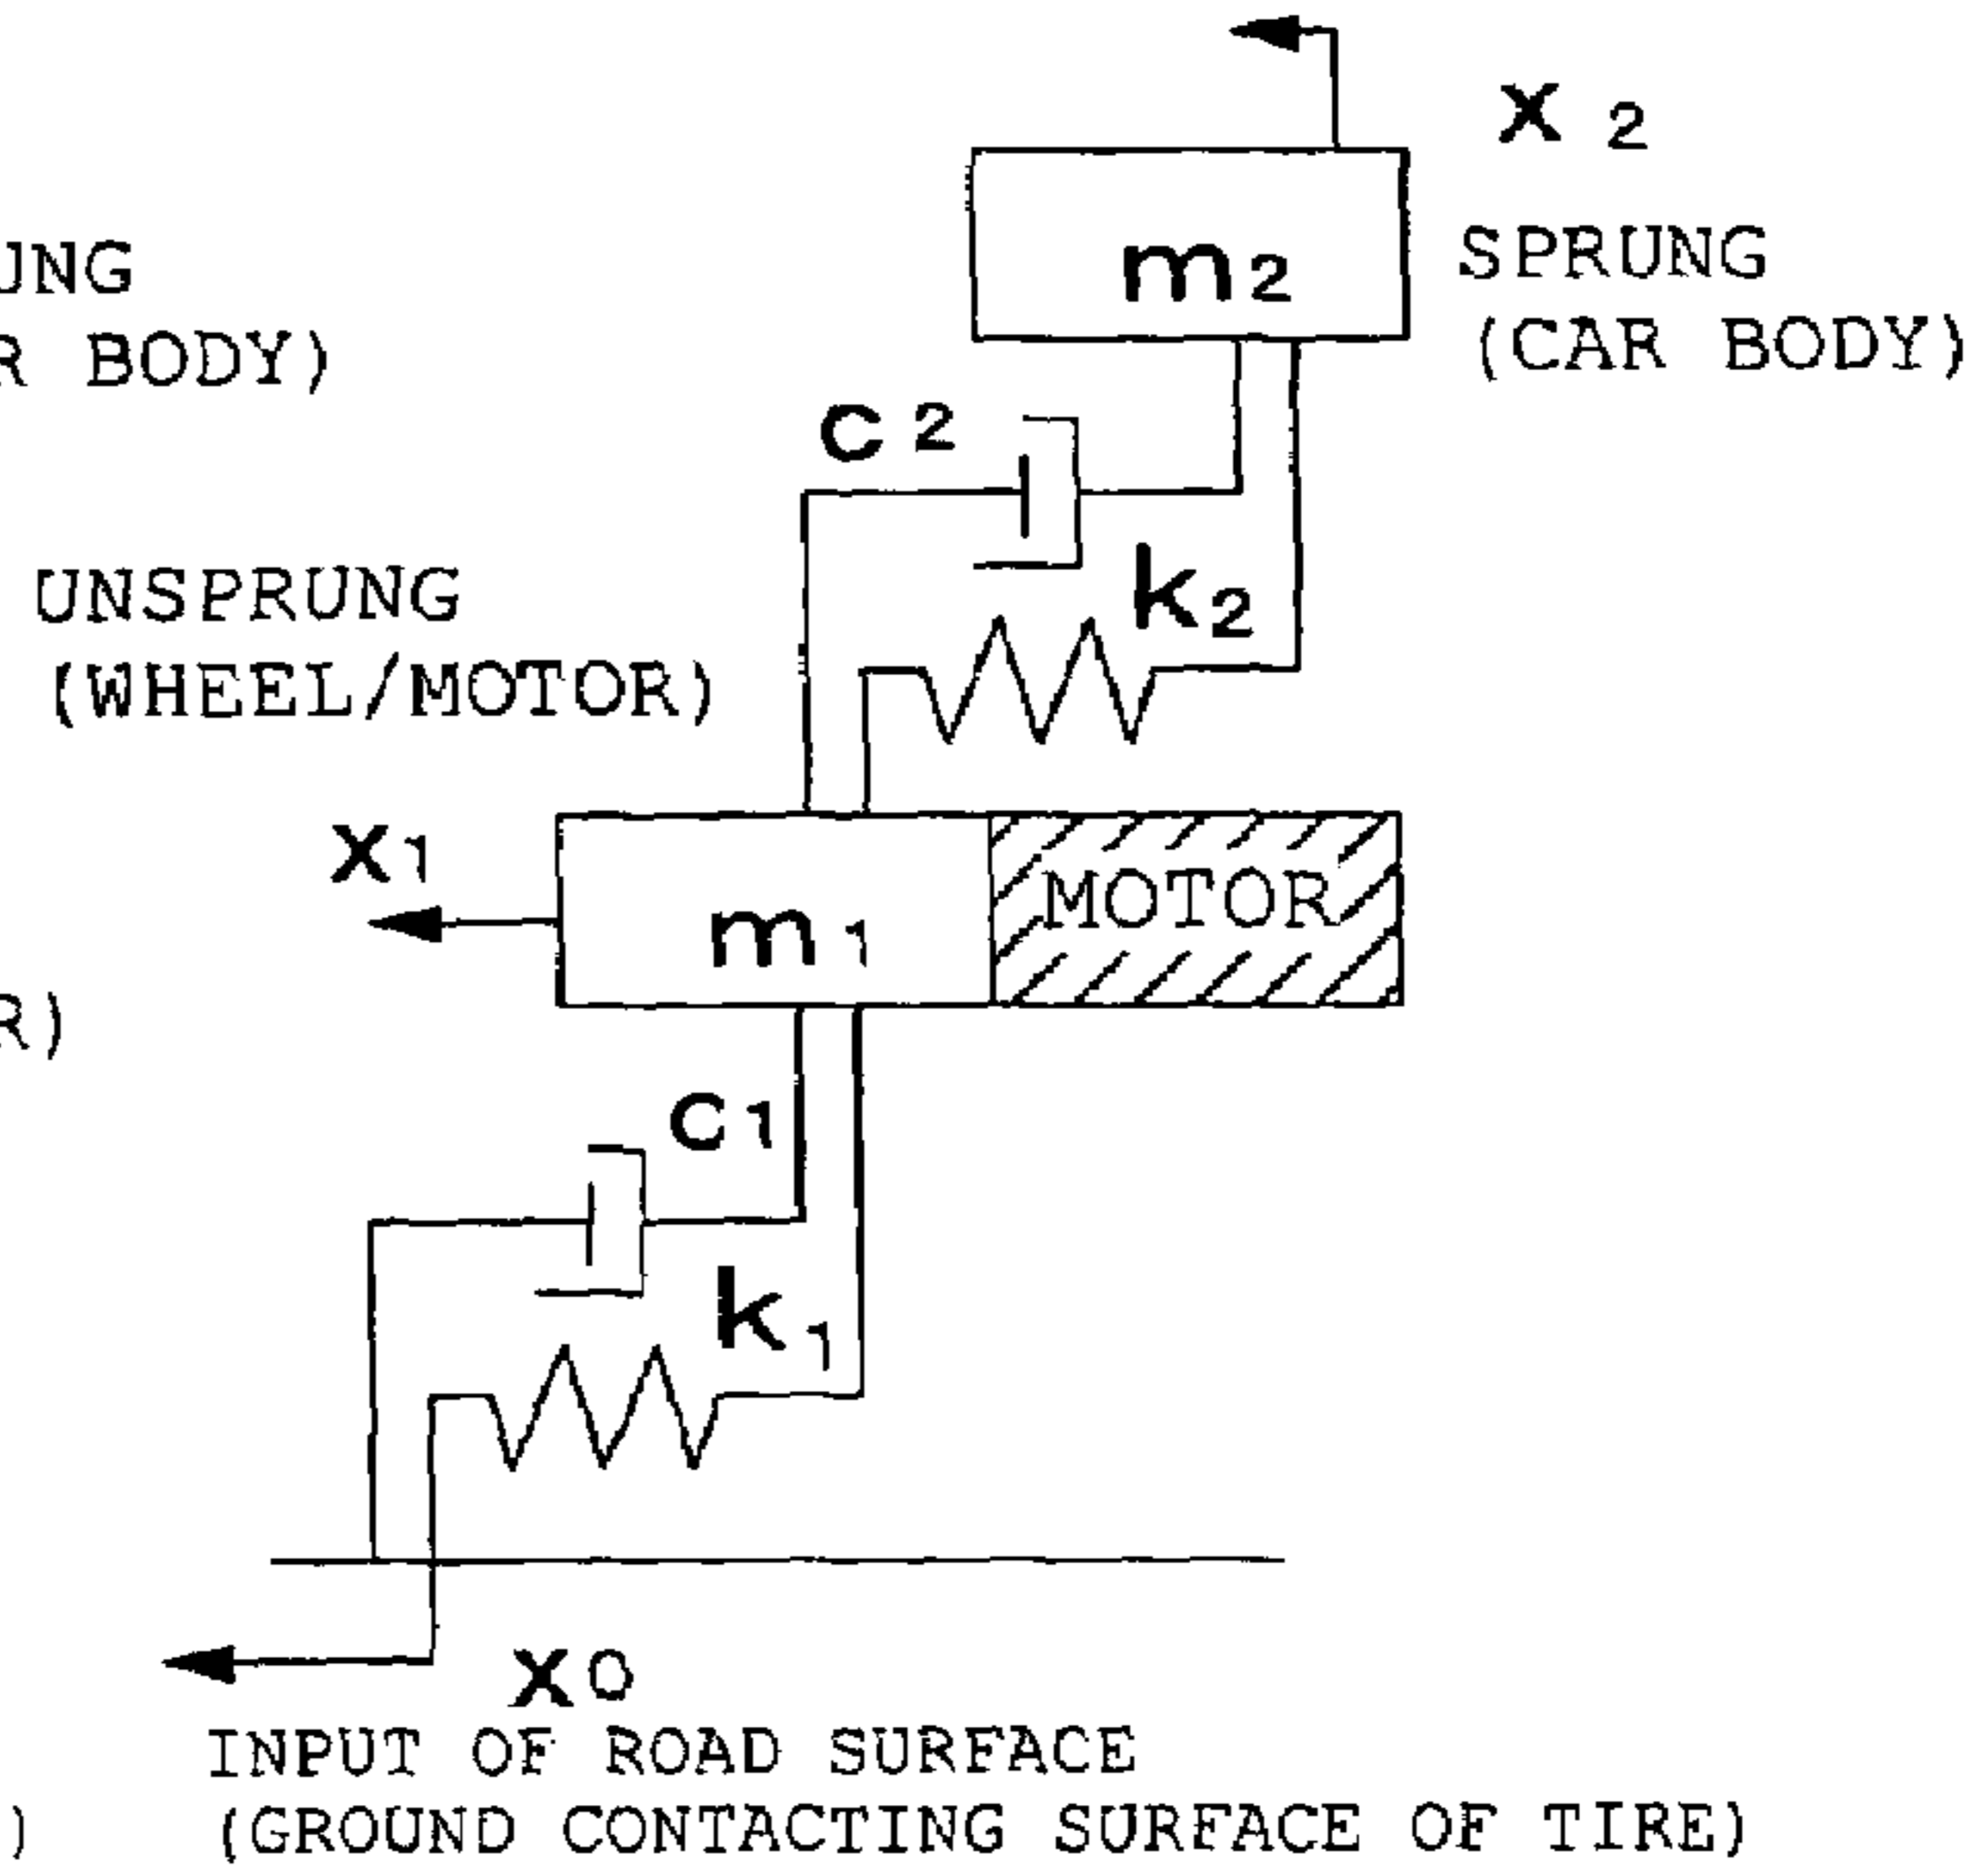 x 2
UNG
SPRUNG
R BODY)
(CAR BODY)
C 2
k2
m2
UNSPRUNG
(WHEEL/MOTOR)
x1
m1
MOTOR
R)
C1
k1
x0
INPUT OF ROAD SURFACE
) (GROUND CONTACTING SURFACE OF TIRE)